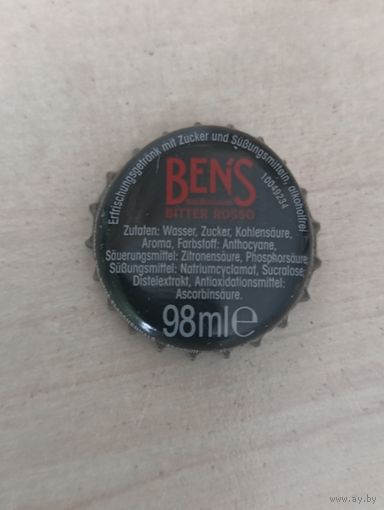 Erfrischungsgetränk mit Zucker und Süßungsmitteln, alkoholfrei
10049234
BEN'S
BITTER ROSSO
Zutaten: Wasser, Zucker, Kohlensäure,
Aroma, Farbstoff: Anthocyane,
Säuerungsmittel: Zitronensäure, Phosphorsäure
Süßungsmittel: Natriumcyclamat, Sucralose
Distelextrakt, Antioxidationsmittel:
Ascorbinsäure.
98ml℮
www.ay.by